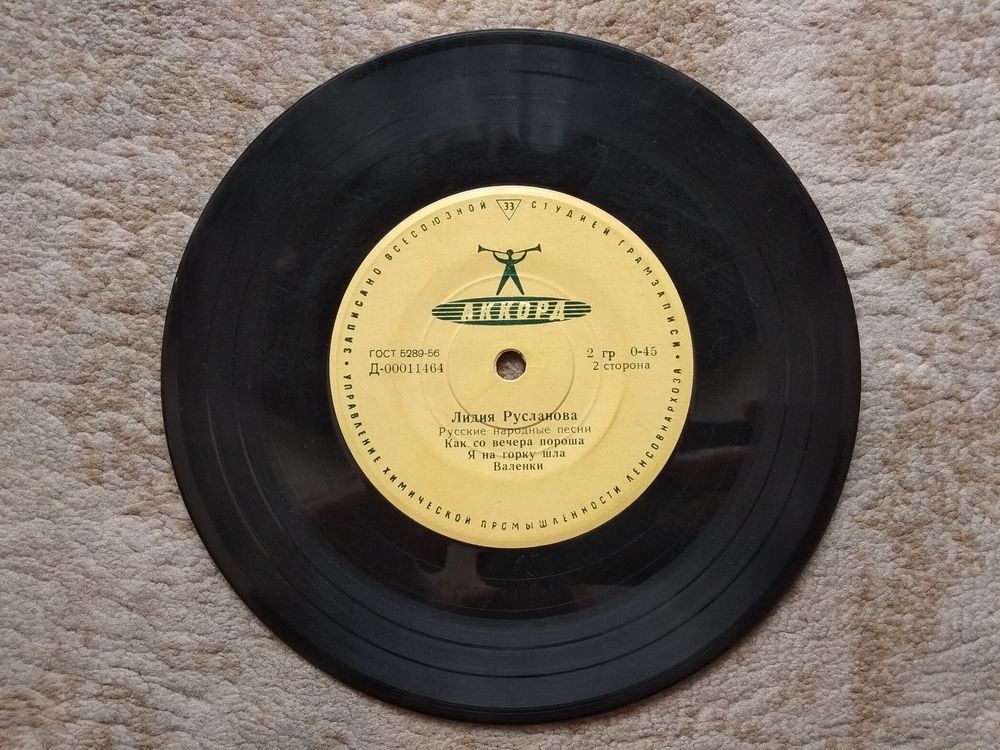 ЗАПИСАНО ВСЕСОЮЗНОЙ 33 СТУДИЕЙ ГРАМЗАПИСИ
АККОРД
ГОСТ 5289-56
Д-00011464
2 гр 0-45
2 сторона
Лидия Русланова
Русские народные песни
Как со вечера пороша
Я на горку шла
Валенки
УПРАВЛЕНИЕ ХИМИЧЕСКОЙ ПРОМЫШЛЕННОСТИ ЛЕНСОВНАРХОЗА